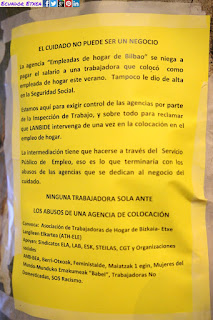 ECUADOR ETXEA
EL CUIDADO NO PUEDE SER UN NEGOCIO
La agencia "Empleadas de hogar de Bilbao" se niega a
pagar el salario a una trabajadora que colocó como
empleada de hogar este verano. Tampoco le dio de alta
en la Seguridad Social.
Estamos aquí para exigir control de las agencias por parte
de la Inspección de Trabajo, y sobre todo para reclamar
que LANBIDE intervenga de una vez en la colocación en el
empleo de hogar.
La intermediación tiene que hacerse a través del Servicio
Público de Empleo, eso es lo que terminaría con los
abusos de las agencias que se dedican al negocio del
cuidado.
NINGUNA TRABAJADORA SOLA ANTE
LOS ABUSOS DE UNA AGENCIA DE COLOCACIÓN
Convoca: Asociación de Trabajadoras de Hogar de Bizkaia- Etxe
Langileen Elkartea (ATH-ELE)
Apoyan: Sindicatos ELA, LAB, ESK, STEILAS, CGT y Organizaciones
sociales:
Berri-Otxoak, Feministalde, Maiatzak 1 egin, Mujeres del
Mundo-Munduko Emakumeak "Babel", Trabajadoras No
Domesticadas, SOS Racismo.